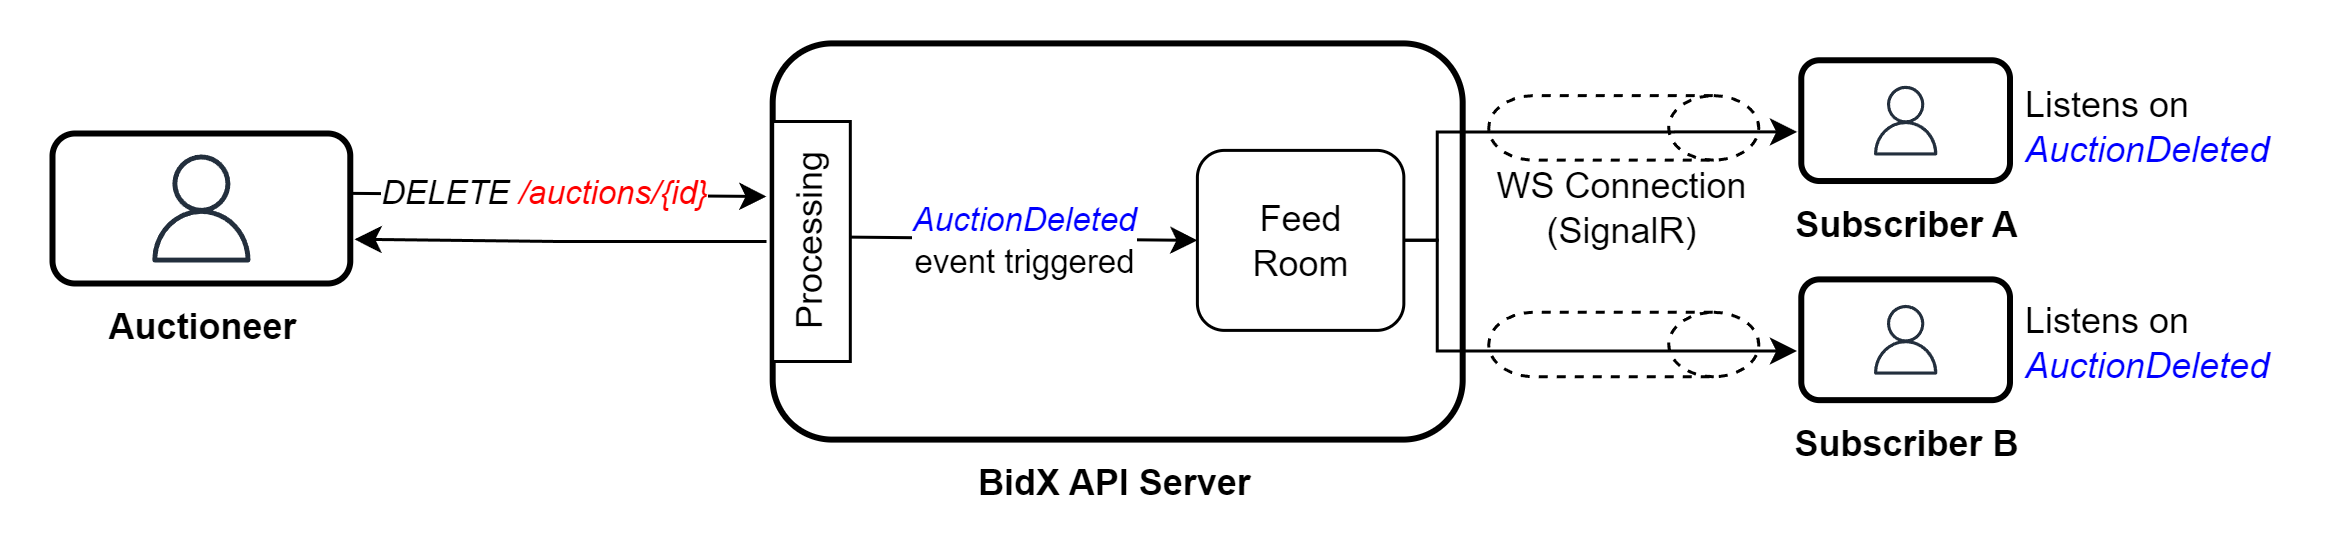 DELETE /auctions/{id}
Auctioneer
Processing
AuctionDeleted
event triggered
Feed
Room
BidX API Server
WS Connection
(SignalR)
Listens on
AuctionDeleted
Subscriber A
Listens on
AuctionDeleted
Subscriber B